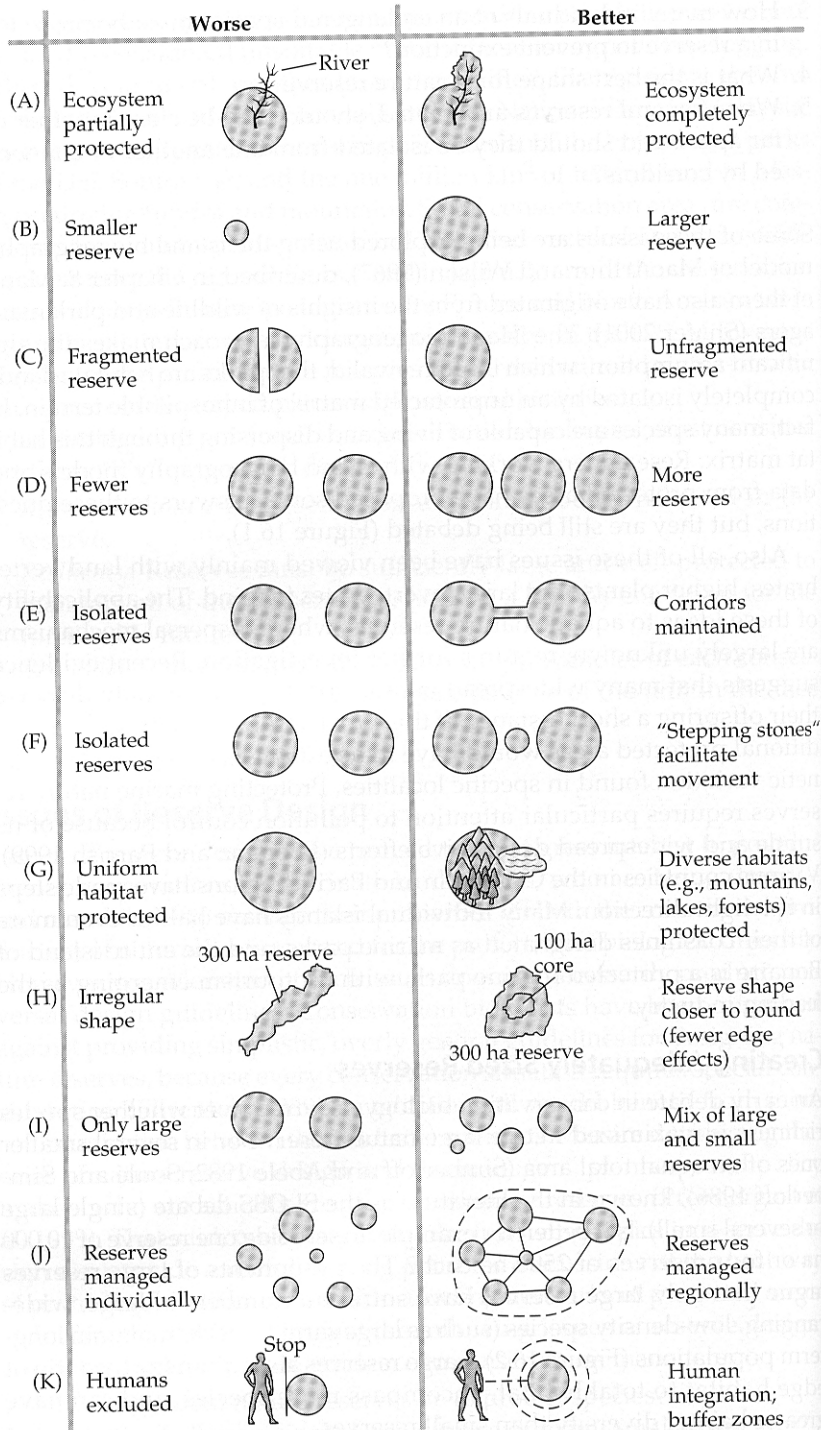 Worse Better
River
(A) Ecosystem
partially
protected
Ecosystem
completely
protected
(B) Smaller
reserve
Larger
reserve
(C) Fragmented
reserve
Unfragmented
reserve
(D) Fewer
reserves
More
reserves
(E) Isolated
reserves
Corridors
maintained
(F) Isolated
reserves
“Stepping stones”
facilitate
movement
(G) Uniform
habitat
protected
Diverse habitats
(e.g., mountains,
lakes, forests)
protected
(H) Irregular
shape
300 ha reserve
100 ha
core
300 ha reserve
Reserve shape
closer to round
(fewer edge
effects)
(I) Only large
reserves
Mix of large
and small
reserves
(J) Reserves
managed
individually
Reserves
managed
regionally
(K) Humans
excluded
Stop
Human
integration;
buffer zones